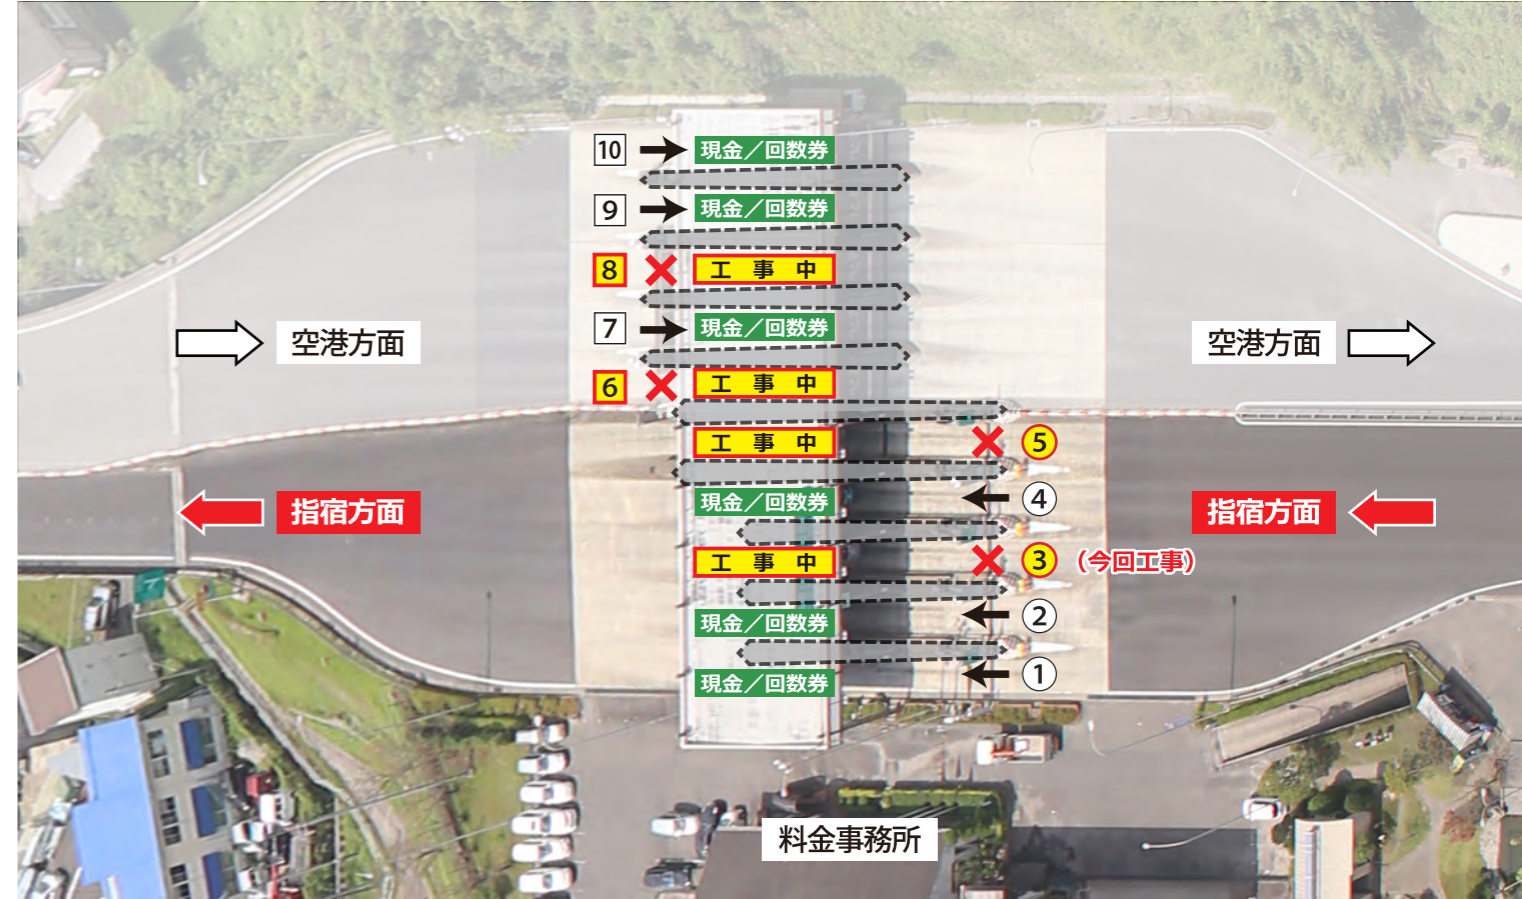 10 現金／回数券
9 現金／回数券
8 工事中
7 現金／回数券
空港方面
空港方面
6 工事中
工事中 5
現金／回数券 4
指宿方面
指宿方面
工事中 3 （今回工事）
現金／回数券 2
現金／回数券 1
料金事務所